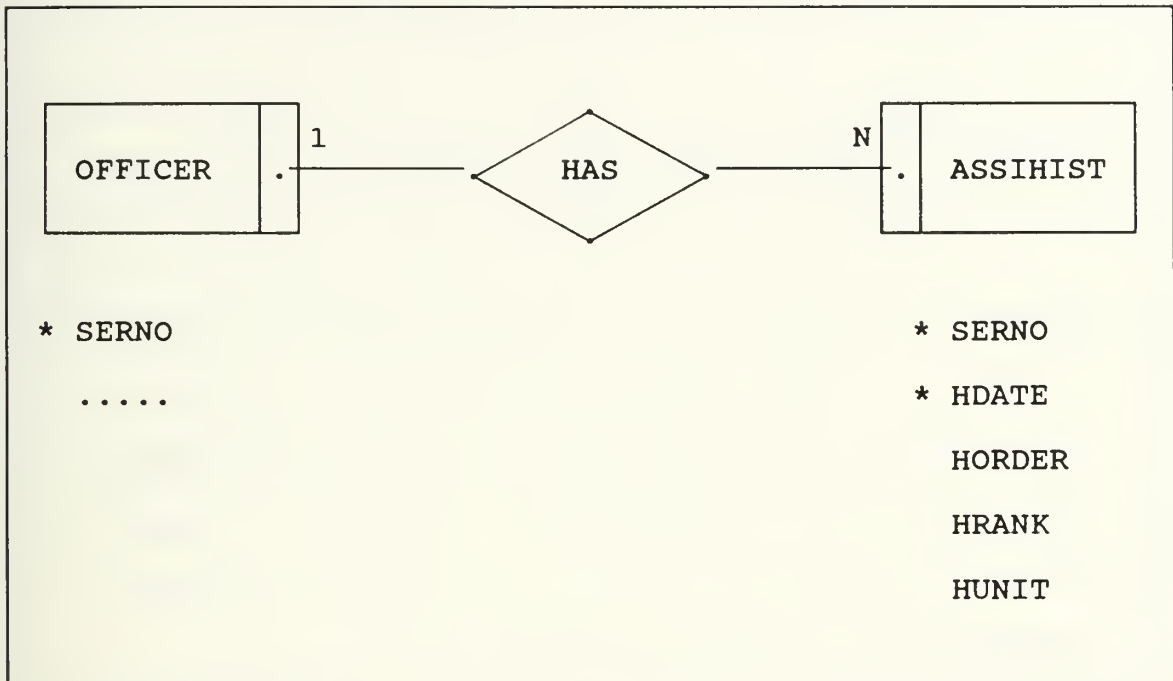 OFFICER . 1 HAS N . ASSIHIST
* SERNO
.....
* SERNO
* HDATE
HORDER
HRANK
HUNIT